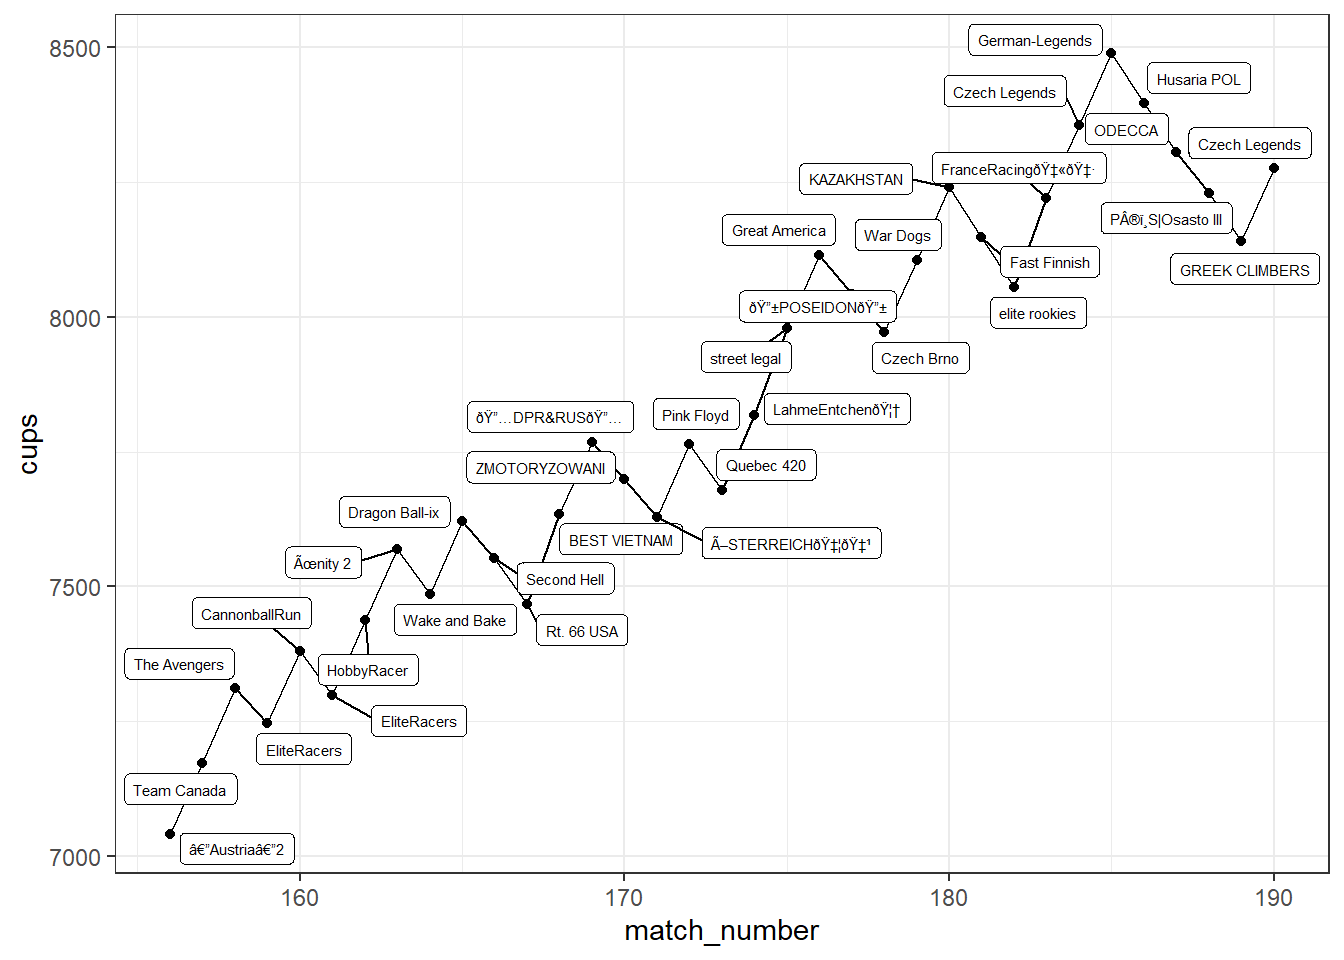 8500
8000
7500
7000
cups
German-Legends
Husaria POL
Czech Legends
ODECCA
Czech Legends
FranceRacingðŸ‡«ðŸ‡·
KAZAKHSTAN
PÂ®ï¸S|Osasto III
Great America
War Dogs
Fast Finnish
GREEK CLIMBERS
ðŸ”±POSEIDONðŸ”±
elite rookies
street legal
Czech Brno
LahmeEntchenðŸ¦†
Pink Floyd
ðŸ”…DPR&RUSðŸ”…
Quebec 420
ZMOTORYZOWANI
Dragon Ball-ix
BEST VIETNAM
Ã–STERREICHðŸ‡¦ðŸ‡¹
Ãœnity 2
Second Hell
CannonballRun
Wake and Bake
Rt. 66 USA
The Avengers
HobbyRacer
EliteRacers
EliteRacers
Team Canada
â€”Austriaâ€”2
160
170
180
190
match_number